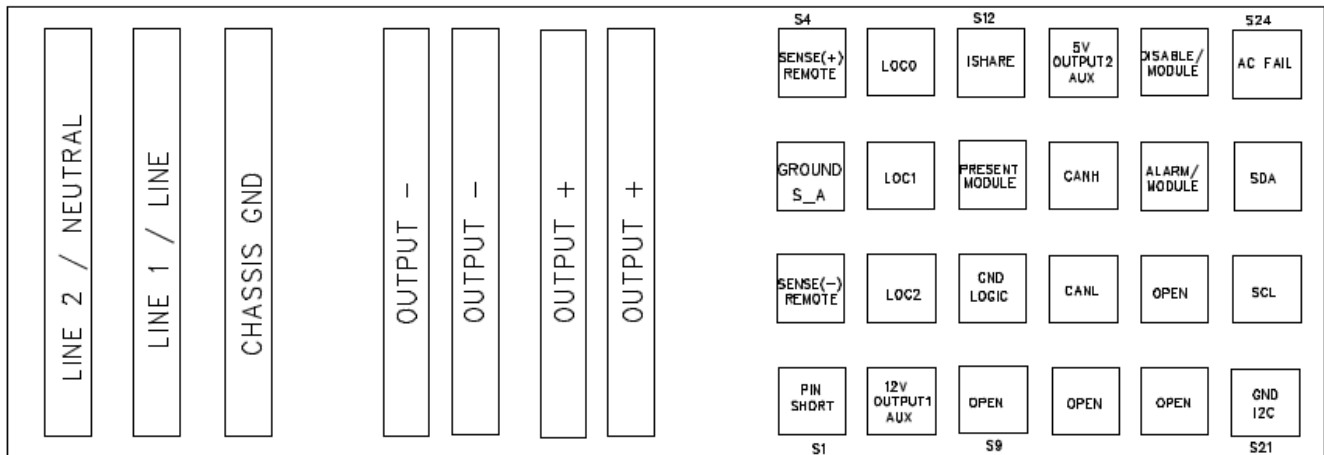 LINE 2 / NEUTRAL
LINE 1 / LINE
CHASSIS GND
OUTPUT -
OUTPUT -
OUTPUT +
OUTPUT +
S4
S12
S24
SENSE(+)
REMOTE
LOC0
ISHARE
5V
OUTPUT2
AUX
DISABLE/
MODULE
AC FAIL
GROUND
S_A
LOC1
PRESENT
MODULE
CANH
ALARM/
MODULE
SDA
SENSE(-)
REMOTE
LOC2
GND
LOGIC
CANL
OPEN
SCL
PIN
SHORT
12V
OUTPUT1
AUX
OPEN
OPEN
OPEN
GND
I2C
S1
S9
S21